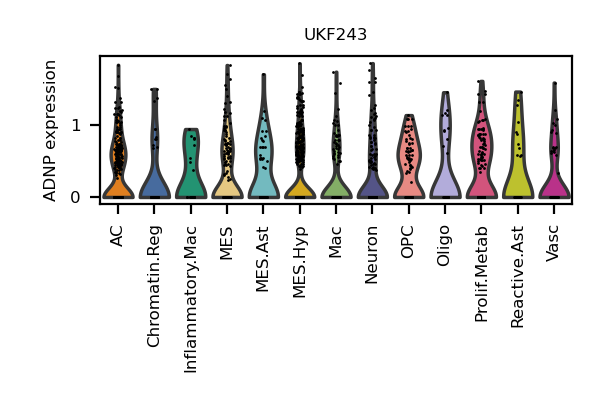 UKF243
ADNP expression
1
0
AC
Chromatin.Reg
Inflammatory.Mac
MES
MES.Ast
MES.Hyp
Mac
Neuron
OPC
Oligo
Prolif.Metab
Reactive.Ast
Vasc